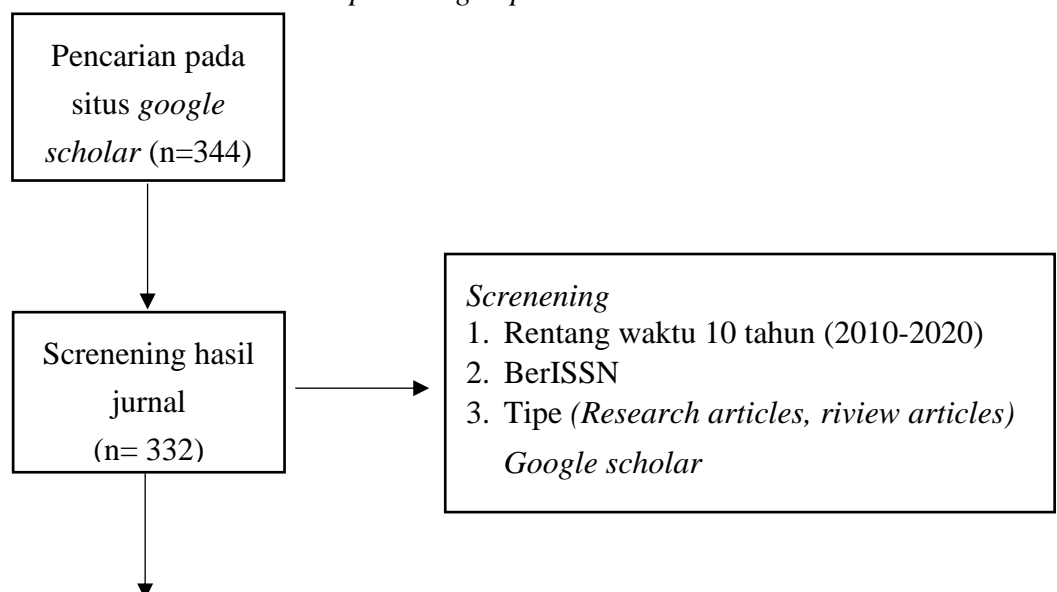 Pencarian pada
situs google
scholar (n=344)
Screnening hasil
jurnal
(n= 332)
Screnening
1. Rentang waktu 10 tahun (2010-2020)
2. BerISSN
3. Tipe (Research articles, riview articles)
Google scholar